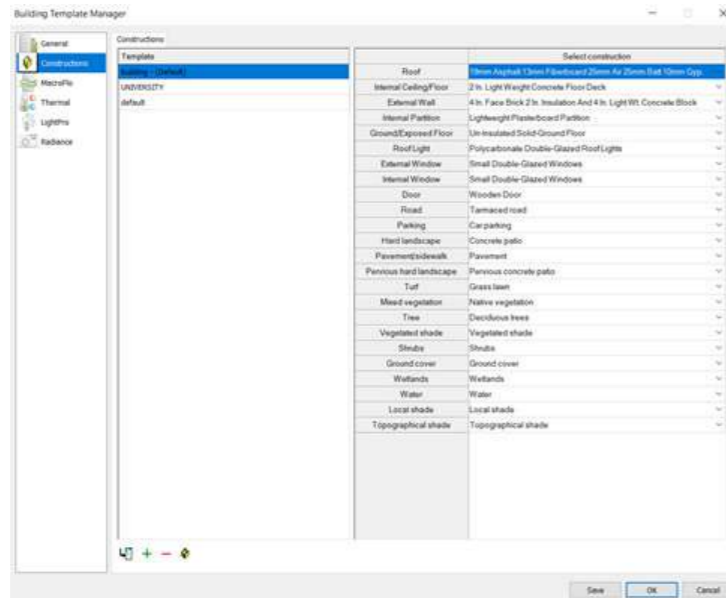 Building Template Manager
General
Constructions
MacroFlo
Thermal
LightPro
Radiance
Constructions
Template
building - (Default)
UNIVERSITY
default
Select construction
Roof 19mm Asphalt 13mm Fiberboard 25mm Air 25mm Batt 10mm Gyp.
Internal Ceiling/Floor 2 In. Light Weight Concrete Floor Deck
External Wall 4 In. Face Brick 2 In. Insulation And 4 In. Light Wt. Concrete Block
Internal Partition Lightweight Plasterboard Partition
Ground/Exposed Floor Un-Insulated Solid-Ground Floor
Roof Light Polycarbonate Double-Glazed Roof Lights
External Window Small Double-Glazed Windows
Internal Window Small Double-Glazed Windows
Door Wooden Door
Road Tarmaced road
Parking Car parking
Hard landscape Concrete patio
Pavement/sidewalk Pavement
Pervious hard landscape Pervious concrete patio
Turf Grass lawn
Mixed vegetation Native vegetation
Tree Deciduous trees
Vegetated shade Vegetated shade
Shrubs Shrubs
Ground cover Ground cover
Wetlands Wetlands
Water Water
Local shade Local shade
Topographical shade Topographical shade
Save OK Cancel